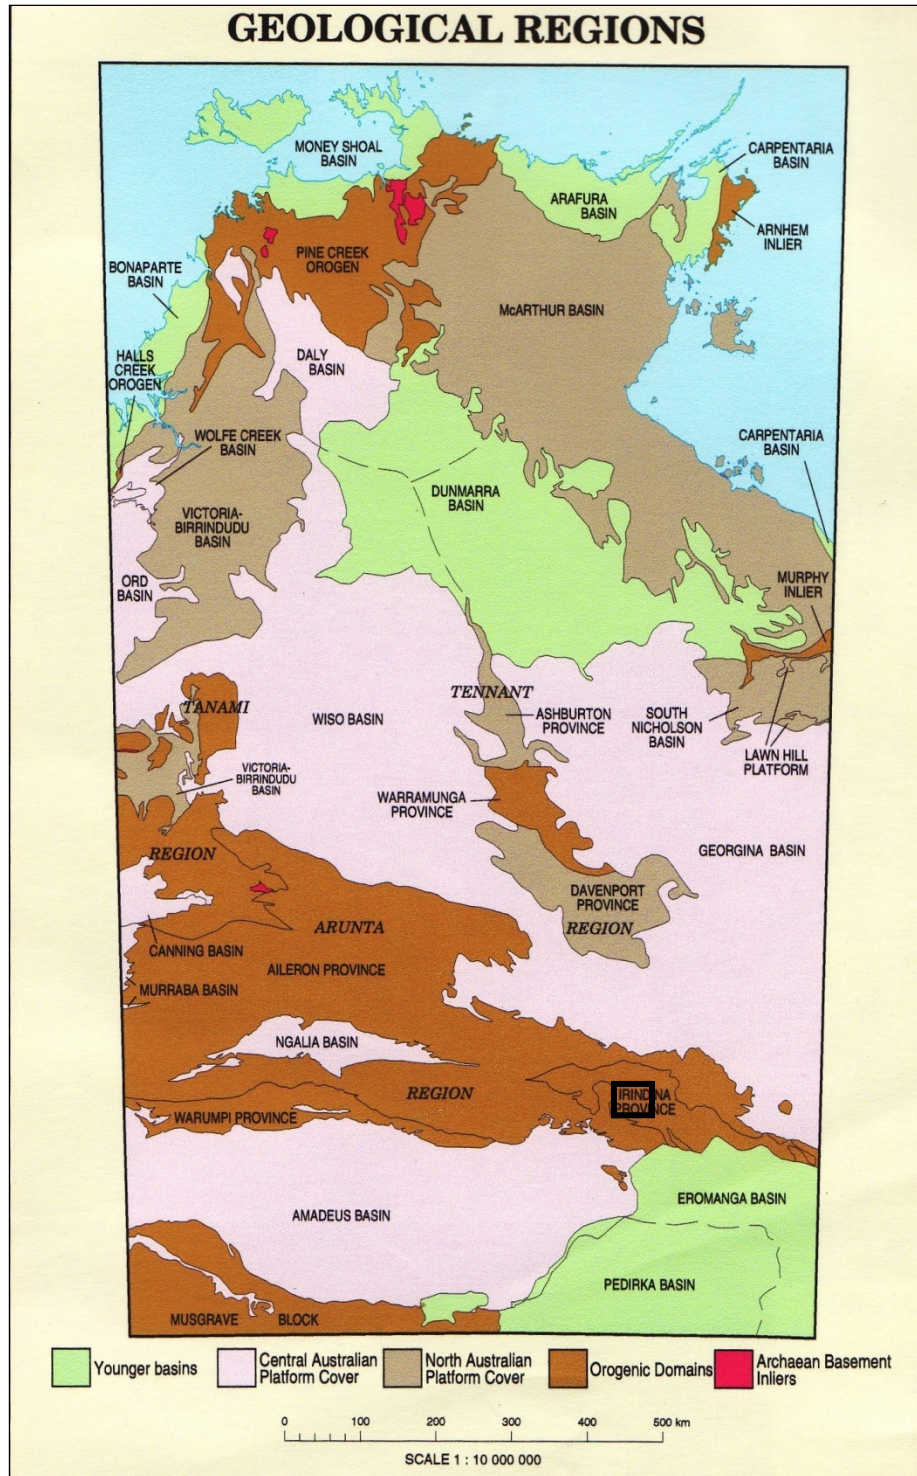 GEOLOGICAL REGIONS
MONEY SHOAL
BASIN
CARPENTARIA
BASIN
ARAFURA
BASIN
ARNHEM
INLIER
PINE CREEK
OROGEN
BONAPARTE
BASIN
McARTHUR BASIN
HALLS
CREEK
OROGEN
DALY
BASIN
WOLFE CREEK
BASIN
CARPENTARIA
BASIN
DUNMARRA
BASIN
VICTORIA-
BIRRINDUDU
BASIN
ORD
BASIN
MURPHY
INLIER
TANAMI
TENNANT
WISO BASIN
ASHBURTON
PROVINCE
SOUTH
NICHOLSON
BASIN
LAWN HILL
PLATFORM
VICTORIA-
BIRRINDUDU
BASIN
WARRAMUNGA
PROVINCE
REGION
GEORGINA BASIN
DAVENPORT
PROVINCE
REGION
ARUNTA
CANNING BASIN
AILERON PROVINCE
MURRABA BASIN
NGALIA BASIN
REGION
IRINDINA
PROVINCE
WARUMPI PROVINCE
EROMANGA BASIN
AMADEUS BASIN
PEDIRKA BASIN
MUSGRAVE BLOCK
Younger basins
Central Australian
Platform Cover
North Australian
Platform Cover
Orogenic Domains
Archaean Basement
Inliers
0 100 200 300 400 500 km
SCALE 1 : 10 000 000